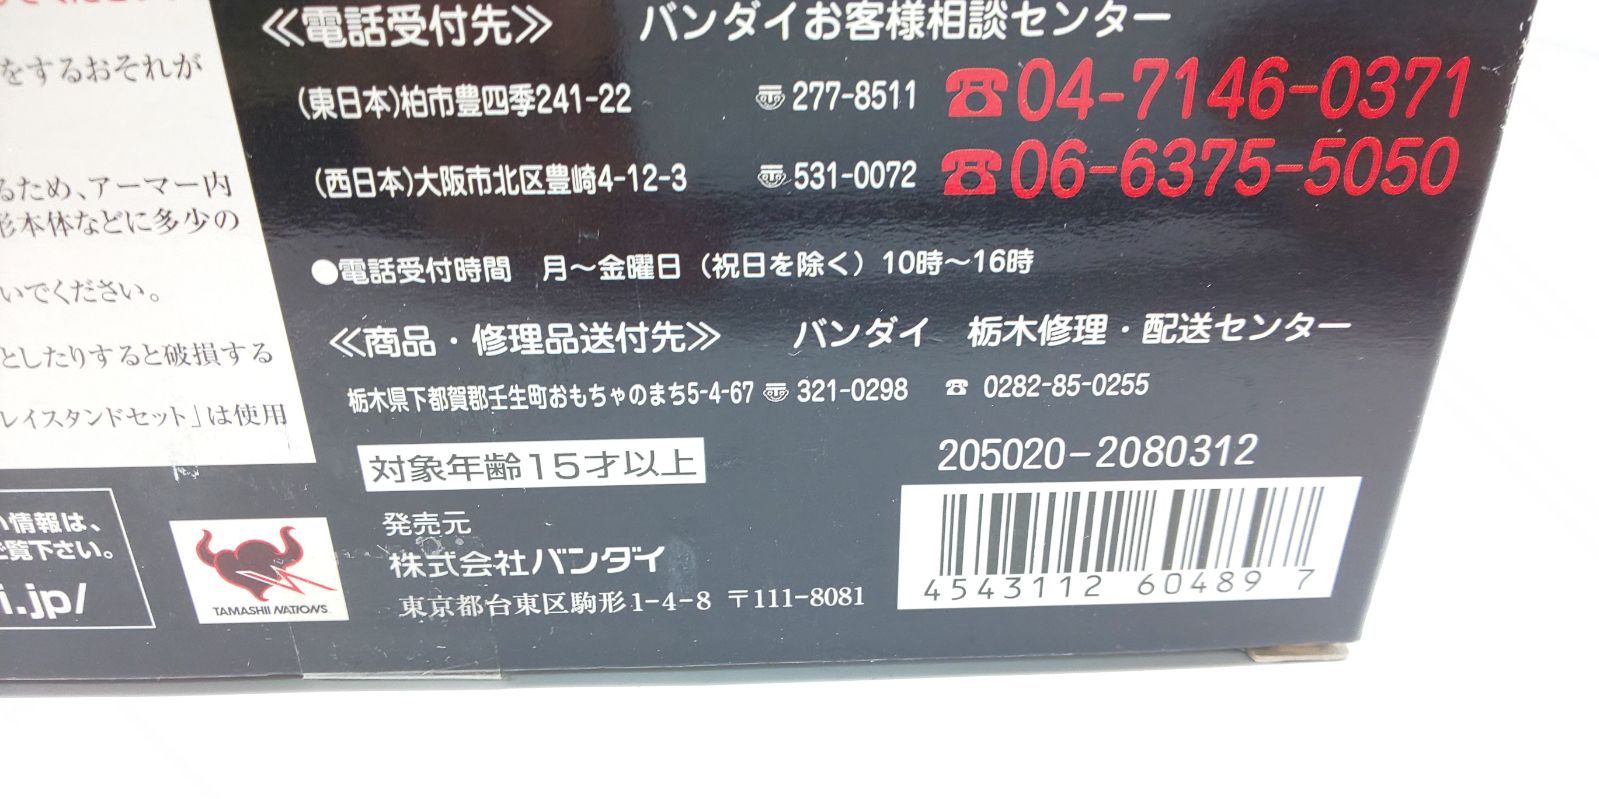 をするおそれが
るため、アーマー内
形本体などに多少の
いでください。
としたりすると破損する
レイスタンドセット」は使用
い情報は、
ご覧下さい。
i.jp/
TAMASHII NATIONS
≪電話受付先≫ バンダイお客様相談センター
(東日本)柏市豊四季241-22 〠277-8511 ☎04-7146-0371
(西日本)大阪市北区豊崎4-12-3 〠531-0072 ☎06-6375-5050
●電話受付時間 月～金曜日（祝日を除く）10時～16時
≪商品・修理品送付先≫ バンダイ 栃木修理・配送センター
栃木県下都賀郡壬生町おもちゃのまち5-4-67 〠321-0298 ☎ 0282-85-0255
対象年齢15才以上
205020-2080312
発売元
株式会社バンダイ
東京都台東区駒形1-4-8 〒111-8081
4543112 604897